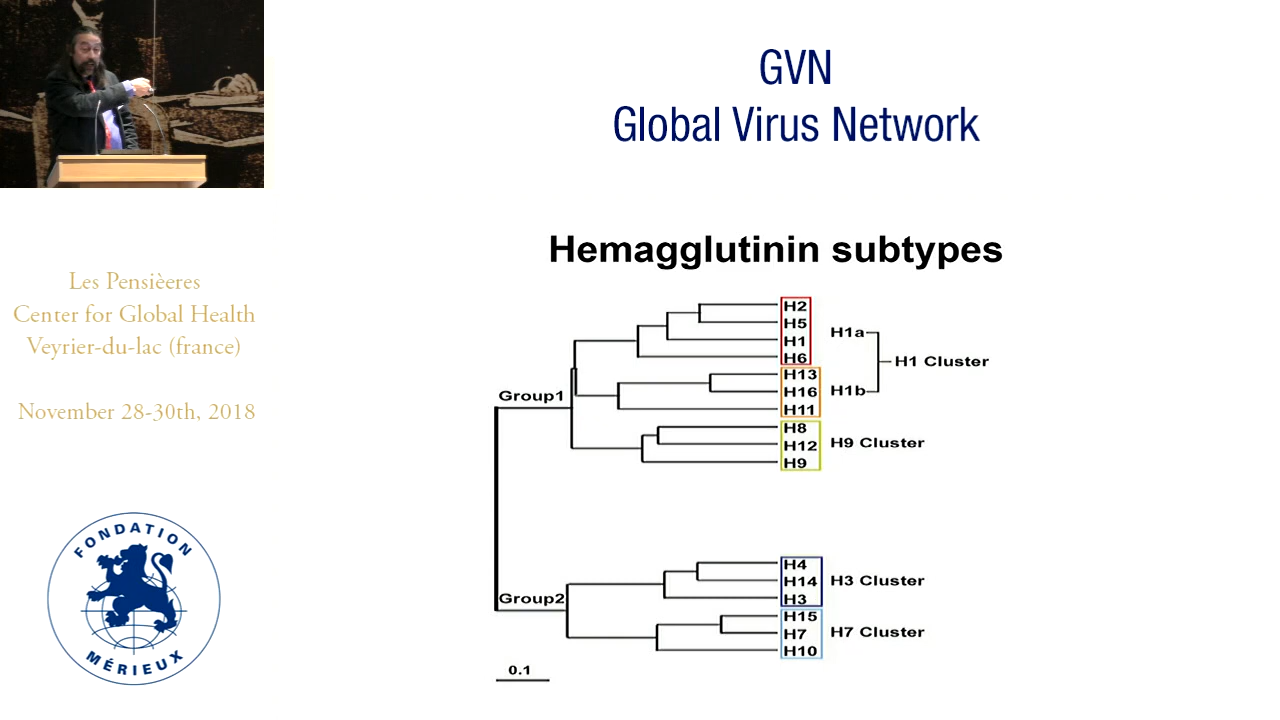 GVN
Global Virus Network
Les Pensièeres
Center for Global Health
Veyrier-du-lac (france)
November 28-30th, 2018
FONDATION
MÉRIEUX
Hemagglutinin subtypes
Group1
H2
H5
H1
H6
H1a
H13
H16
H11
H1b
H1 Cluster
H8
H12
H9
H9 Cluster
Group2
H4
H14
H3
H3 Cluster
H15
H7
H10
H7 Cluster
0.1